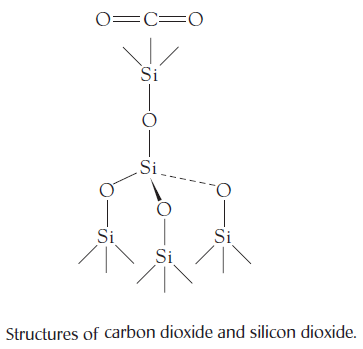 O=C=O
Si
O
Si
O O
O
Si Si
Si
Structures of carbon dioxide and silicon dioxide.